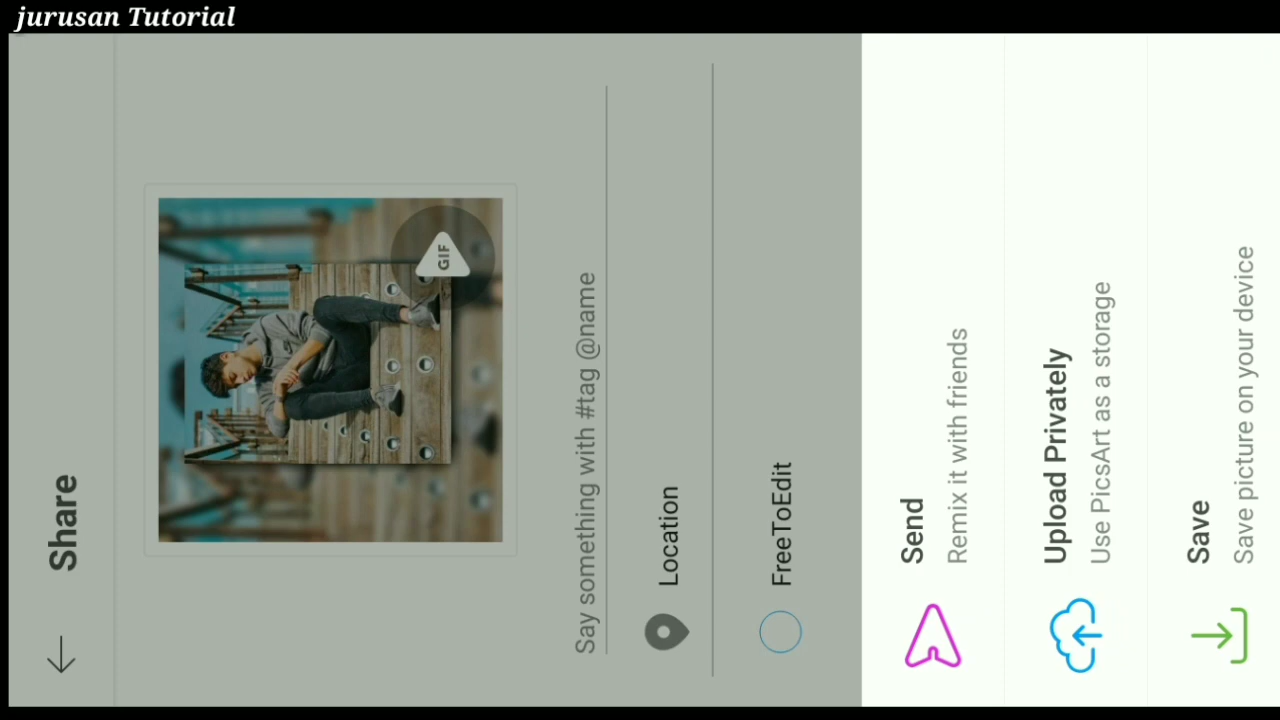 jurusan Tutorial
Share
GIF
Say something with #tag @name
Location
FreeToEdit
Send
Remix it with friends
Upload Privately
Use PicsArt as a storage
Save
Save picture on your device